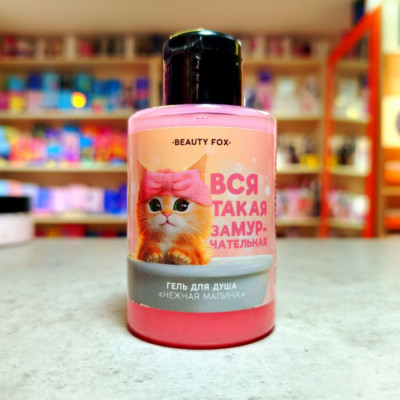 ·BEAUTY FOX·
ВСЯ
ТАКАЯ
ЗАМУР-
ЧАТЕЛЬНАЯ
ГЕЛЬ ДЛЯ ДУША
«НЕЖНАЯ МАЛИНА»